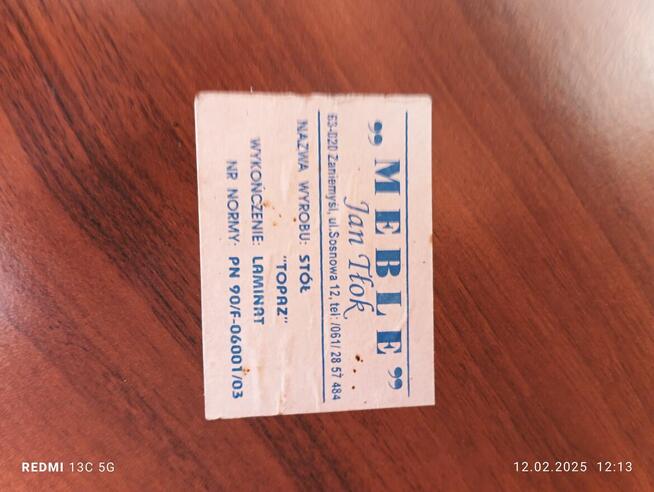 „ MEBLE ”
Jan Tłok
63-020 Zaniemyśl, ul.Sosnowa 12, tel:/061/ 28 57 484
NAZWA WYROBU: STÓŁ
"TOPAZ"
WYKOŃCZENIE: LAMINAT
NR NORMY: PN 90/F-06001/03
REDMI 13C 5G
12.02.2025 12:13